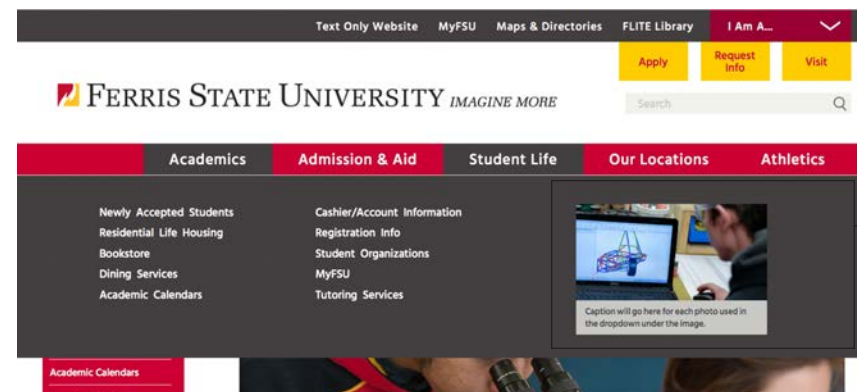 Text Only Website MyFSU Maps & Directories FLITE Library I Am A...
Apply Request Info Visit
FERRIS STATE UNIVERSITY IMAGINE MORE
Search
Academics Admission & Aid Student Life Our Locations Athletics
Newly Accepted Students
Residential Life Housing
Bookstore
Dining Services
Academic Calendars
Cashier/Account Information
Registration Info
Student Organizations
MyFSU
Tutoring Services
Caption will go here for each photo used in
the dropdown under the image.
Academic Calendars